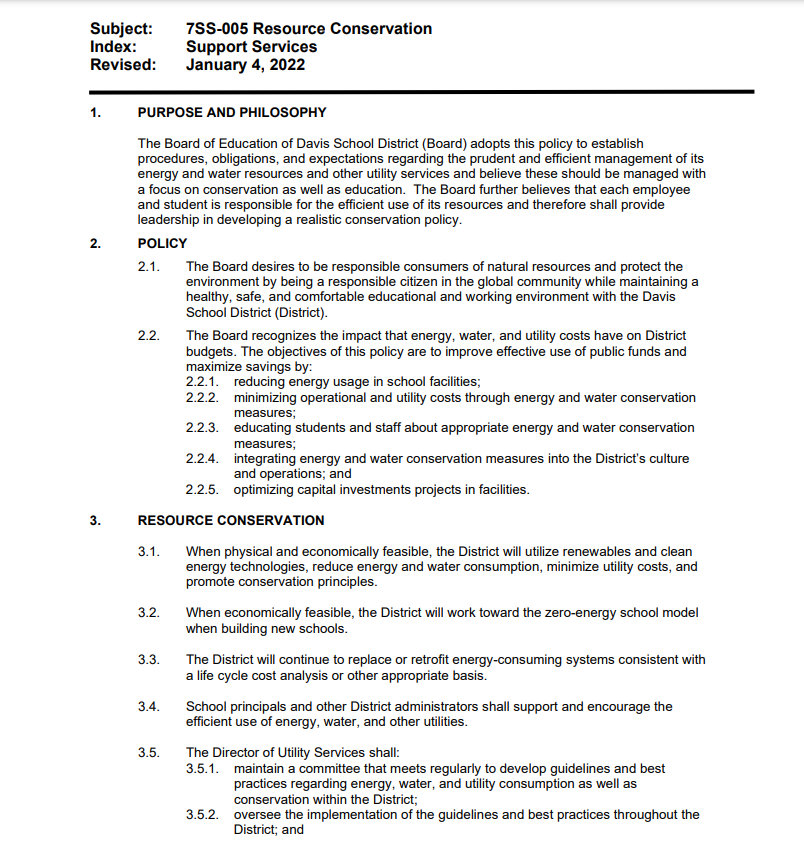 Subject: 7SS-005 Resource Conservation
Index: Support Services
Revised: January 4, 2022
1. PURPOSE AND PHILOSOPHY
The Board of Education of Davis School District (Board) adopts this policy to establish
procedures, obligations, and expectations regarding the prudent and efficient management of its
energy and water resources and other utility services and believe these should be managed with
a focus on conservation as well as education. The Board further believes that each employee
and student is responsible for the efficient use of its resources and therefore shall provide
leadership in developing a realistic conservation policy.
2. POLICY
2.1. The Board desires to be responsible consumers of natural resources and protect the
environment by being a responsible citizen in the global community while maintaining a
healthy, safe, and comfortable educational and working environment with the Davis
School District (District).
2.2. The Board recognizes the impact that energy, water, and utility costs have on District
budgets. The objectives of this policy are to improve effective use of public funds and
maximize savings by:
2.2.1. reducing energy usage in school facilities;
2.2.2. minimizing operational and utility costs through energy and water conservation
measures;
2.2.3. educating students and staff about appropriate energy and water conservation
measures;
2.2.4. integrating energy and water conservation measures into the District's culture
and operations; and
2.2.5. optimizing capital investments projects in facilities.
3. RESOURCE CONSERVATION
3.1. When physical and economically feasible, the District will utilize renewables and clean
energy technologies, reduce energy and water consumption, minimize utility costs, and
promote conservation principles.
3.2. When economically feasible, the District will work toward the zero-energy school model
when building new schools.
3.3. The District will continue to replace or retrofit energy-consuming systems consistent with
a life cycle cost analysis or other appropriate basis.
3.4. School principals and other District administrators shall support and encourage the
efficient use of energy, water, and other utilities.
3.5. The Director of Utility Services shall:
3.5.1. maintain a committee that meets regularly to develop guidelines and best
practices regarding energy, water, and utility consumption as well as
conservation within the District;
3.5.2. oversee the implementation of the guidelines and best practices throughout the
District; and